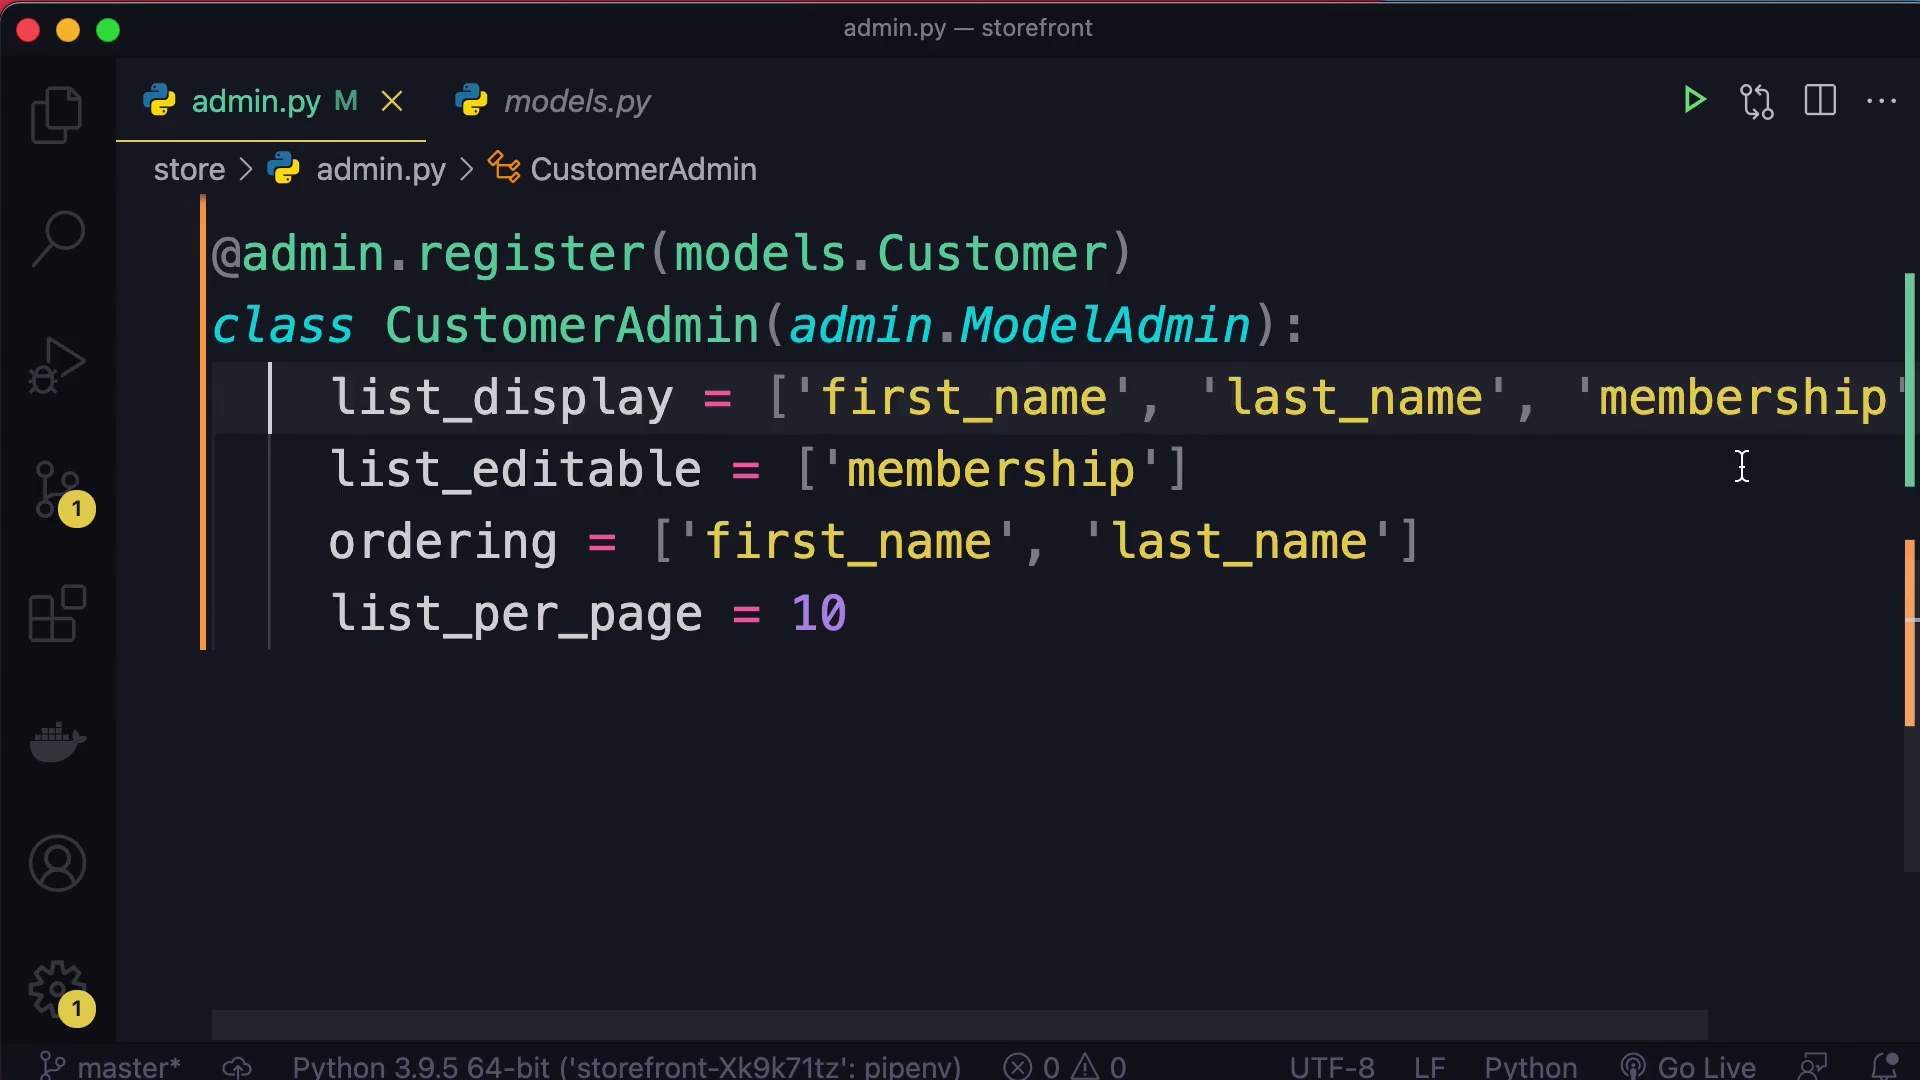 admin.py — storefront
admin.py M
models.py
store > admin.py > CustomerAdmin
@admin.register(models.Customer)
class CustomerAdmin(admin.ModelAdmin):
list_display = ['first_name', 'last_name', 'membership'
list_editable = ['membership']
ordering = ['first_name', 'last_name']
list_per_page = 10
1
1
master* Python 3.9.5 64-bit ('storefront-Xk9k71tz': pipenv) 0 0 UTF-8 LF Python Go Live